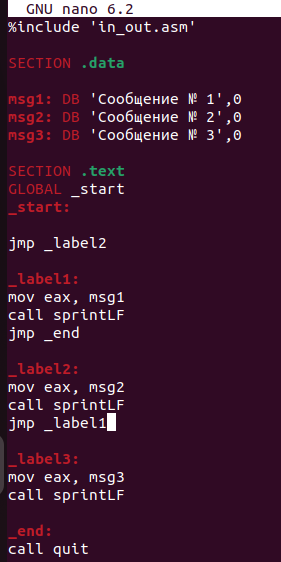 GNU nano 6.2
%include 'in_out.asm'
SECTION .data
msg1: DB 'Сообщение № 1',0
msg2: DB 'Сообщение № 2',0
msg3: DB 'Сообщение № 3',0
SECTION .text
GLOBAL _start
_start:
jmp _label2
_label1:
mov eax, msg1
call sprintLF
jmp _end
_label2:
mov eax, msg2
call sprintLF
jmp _label1
_label3:
mov eax, msg3
call sprintLF
_end:
call quit